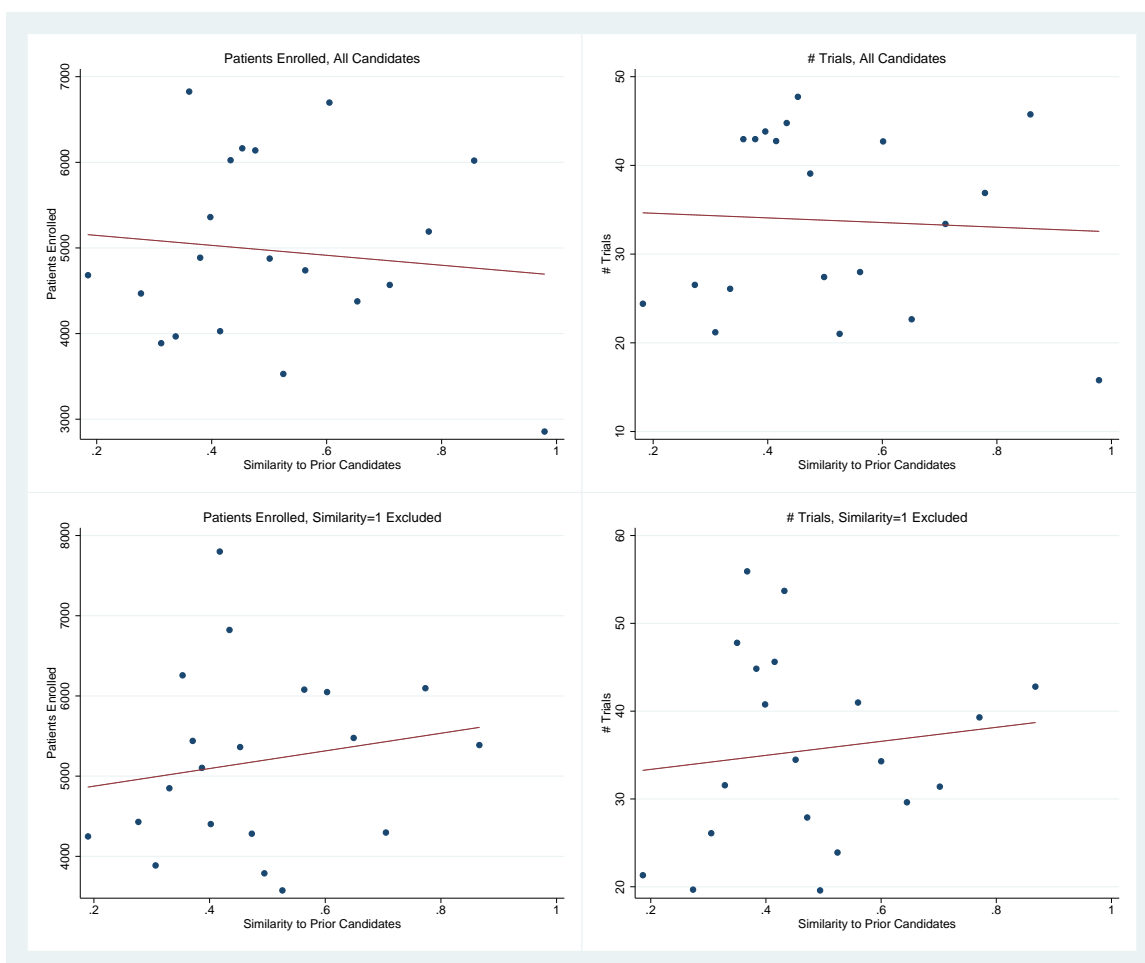 Patients Enrolled, All Candidates
Patients Enrolled
7000
6000
5000
4000
3000
.2 .4 .6 .8 1
Similarity to Prior Candidates
# Trials, All Candidates
# Trials
50
40
30
20
10
.2 .4 .6 .8 1
Similarity to Prior Candidates
Patients Enrolled, Similarity=1 Excluded
Patients Enrolled
8000
7000
6000
5000
4000
.2 .4 .6 .8 1
Similarity to Prior Candidates
# Trials, Similarity=1 Excluded
# Trials
60
50
40
30
20
.2 .4 .6 .8 1
Similarity to Prior Candidates